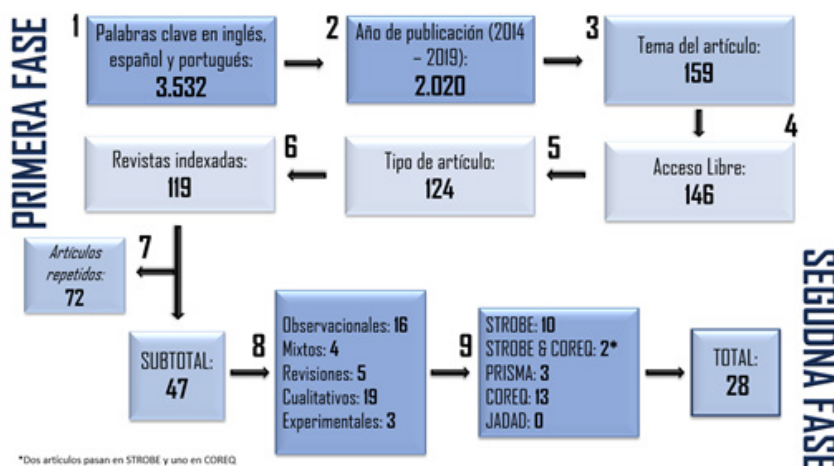 PRIMERA FASE
1
Palabras clave en inglés,
español y portugués:
3.532
2
Año de publicación (2014
– 2019):
2.020
3
Tema del artículo:
159
4
Acceso Libre:
146
5
Tipo de artículo:
124
6
Revistas indexadas:
119
7
Artículos
repetidos:
72
SEGUDNA FASE
SUBTOTAL:
47
8
Observacionales: 16
Mixtos: 4
Revisiones: 5
Cualitativos: 19
Experimentales: 3
9
STROBE: 10
STROBE & COREQ: 2*
PRISMA: 3
COREQ: 13
JADAD: 0
TOTAL:
28
*Dos artículos pasan en STROBE y uno en COREQ